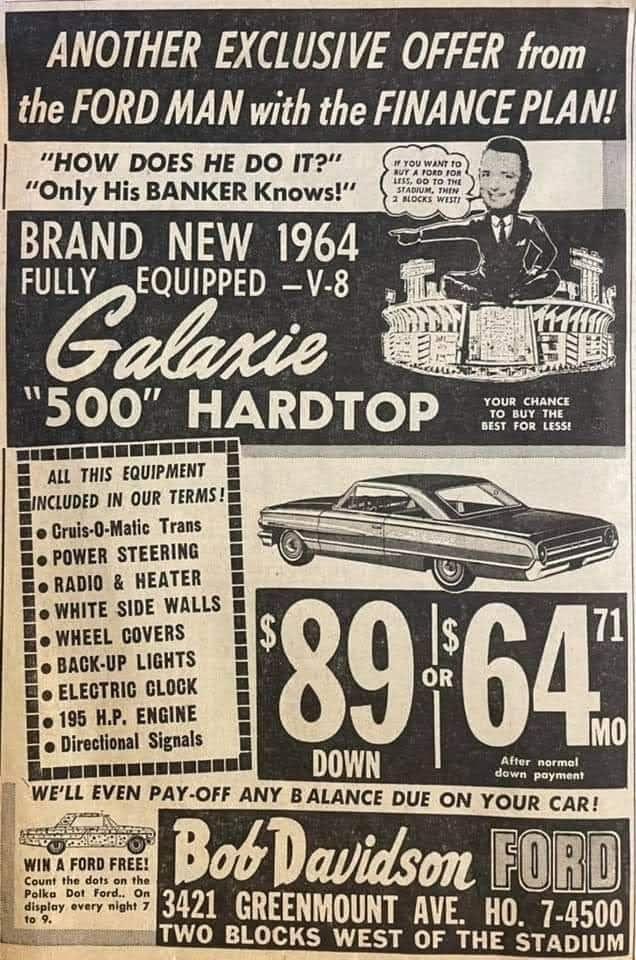 ANOTHER EXCLUSIVE OFFER from
the FORD MAN with the FINANCE PLAN!
"HOW DOES HE DO IT?"
"Only His BANKER Knows!"
IF YOU WANT TO
BUY A FORD FOR
LESS, GO TO THE
STADIUM, THEN
2 BLOCKS WEST!
BRAND NEW 1964
FULLY EQUIPPED – V-8
Galaxie
"500" HARDTOP
YOUR CHANCE
TO BUY THE
BEST FOR LESS!
ALL THIS EQUIPMENT
INCLUDED IN OUR TERMS!
• Cruis-O-Matic Trans
• POWER STEERING
• RADIO & HEATER
• WHITE SIDE WALLS
• WHEEL COVERS
• BACK-UP LIGHTS
• ELECTRIC CLOCK
• 195 H.P. ENGINE
• Directional Signals
$89 DOWN
OR
$64 71 MO
After normal
down payment
WE'LL EVEN PAY-OFF ANY BALANCE DUE ON YOUR CAR!
WIN A FORD FREE!
Count the dots on the
Polka Dot Ford.. On
display every night 7
to 9.
Bob Davidson FORD
3421 GREENMOUNT AVE. HO. 7-4500
TWO BLOCKS WEST OF THE STADIUM